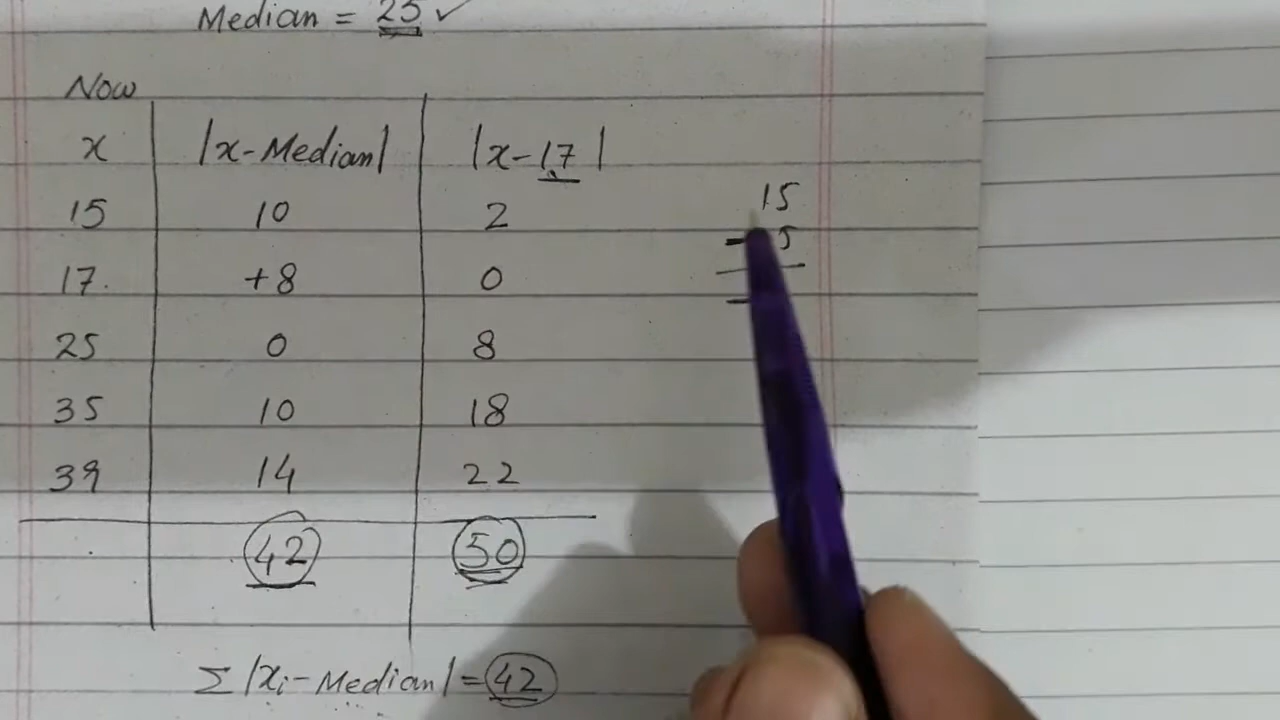 Median = 25 ✓
Now
x |x-Median| |x-17|
15 10 2
17. +8 0
25 0 8
35 10 18
39 14 22
42 50
Σ|xi-Median|=42
15
5